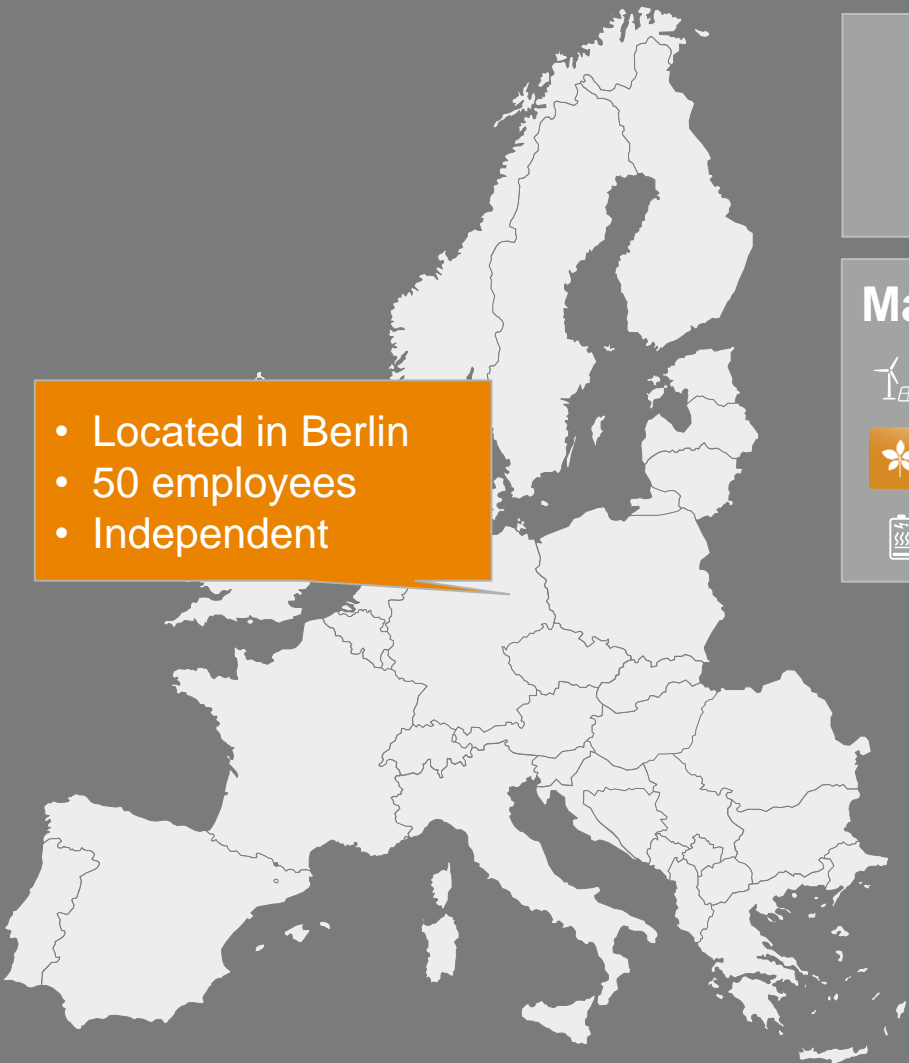 • Located in Berlin
• 50 employees
• Independent
Ma